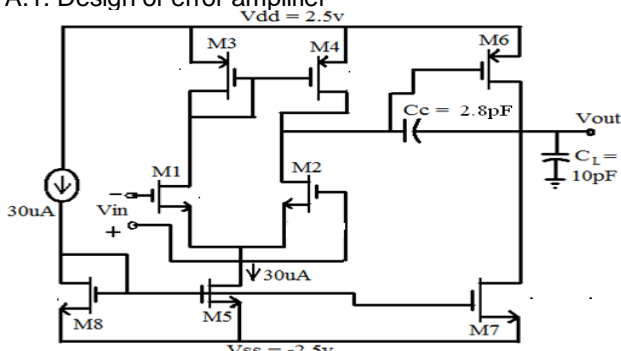 A.1. Design of error amplifier
Vdd = 2.5v
M3
M4
M6
Cc = 2.8pF
Vout
M1
M2
C_L =
10pF
30uA
−
Vin
+
30uA
M8
M5
M7
Vss = -2.5v